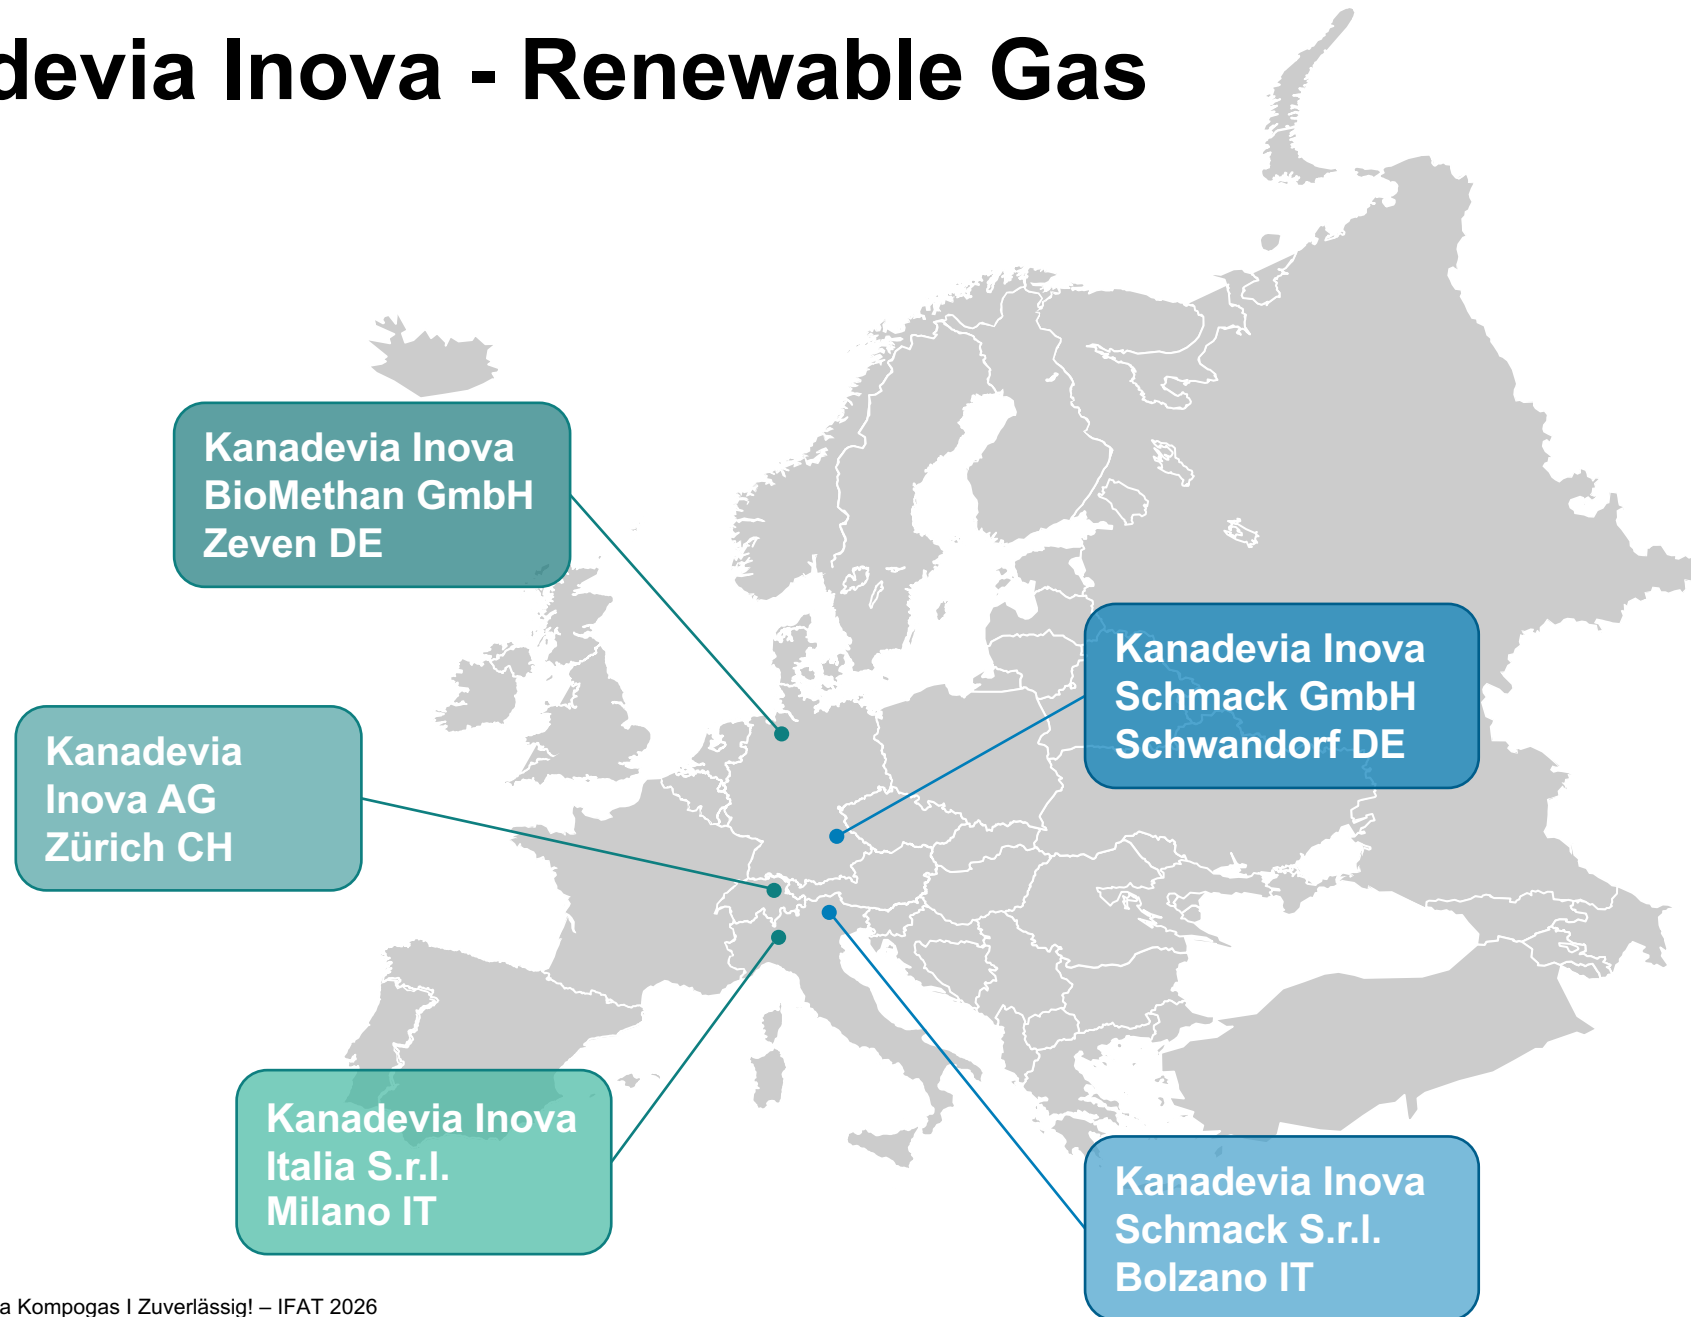 devia Inova - Renewable Gas
Kanadevia Inova
BioMethan GmbH
Zeven DE
Kanadevia Inova
Schmack GmbH
Schwandorf DE
Kanadevia
Inova AG
Zürich CH
Kanadevia Inova
Italia S.r.l.
Milano IT
Kanadevia Inova
Schmack S.r.l.
Bolzano IT
a Kompogas I Zuverlässig! – IFAT 2026